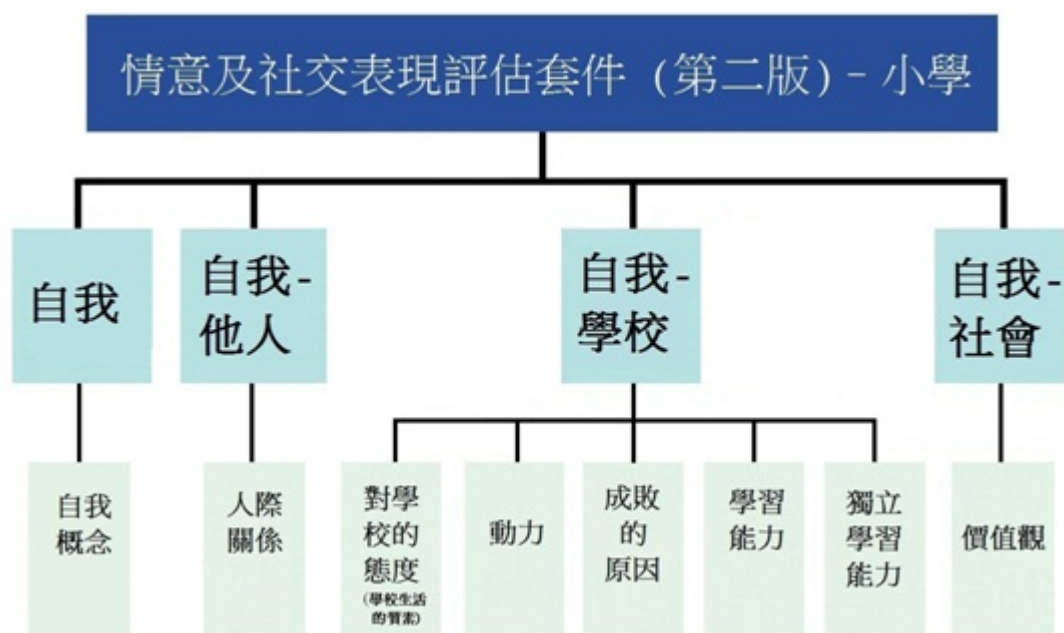 情意及社交表現評估套件 (第二版) - 小學
自我
自我-
他人
自我-
學校
自我-
社會
自我
概念
人際
關係
對學
校的
態度
(學校生活
的質素)
動力
成敗
的
原因
學習
能力
獨立
學習
能力
價值觀